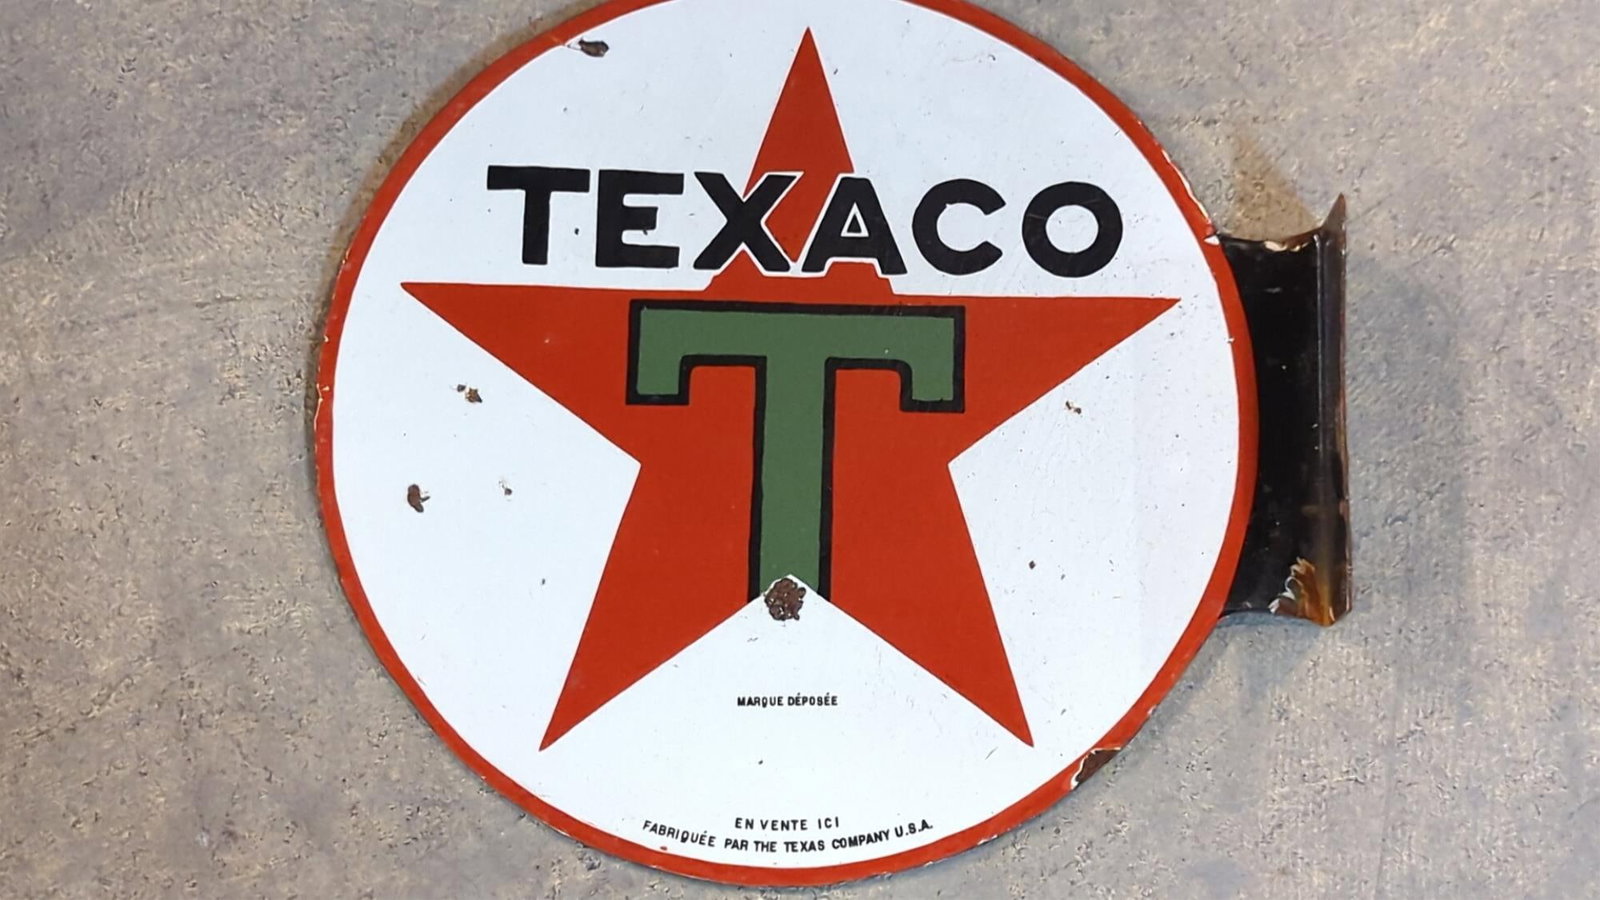 TEXACO
T
MARQUE DÉPOSÉE
EN VENTE ICI
FABRIQUÉE PAR THE TEXAS COMPANY U.S.A.